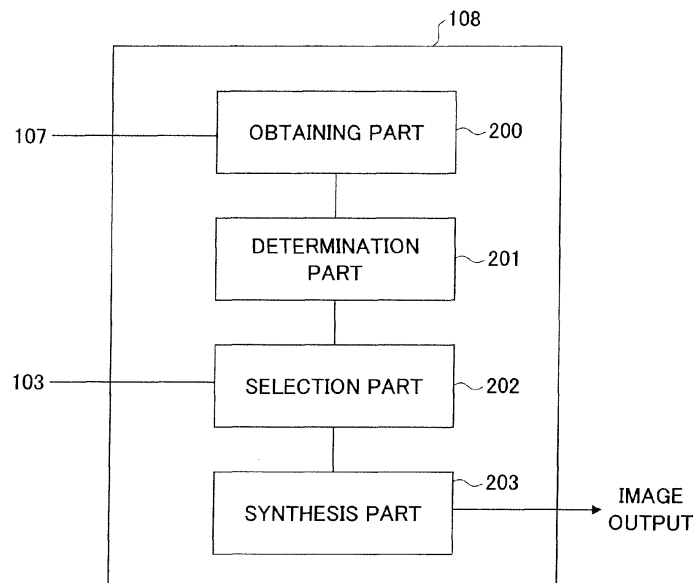 108
107
OBTAINING PART
200
DETERMINATION
PART
201
103
SELECTION PART
202
203
SYNTHESIS PART
IMAGE
OUTPUT